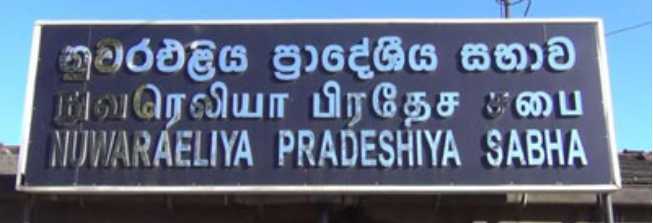 නුවරඑළිය ප්‍රාදේශීය සභාව
நுவரெலியா பிரதேச சபை
NUWARAELIYA PRADESHIYA SABHA